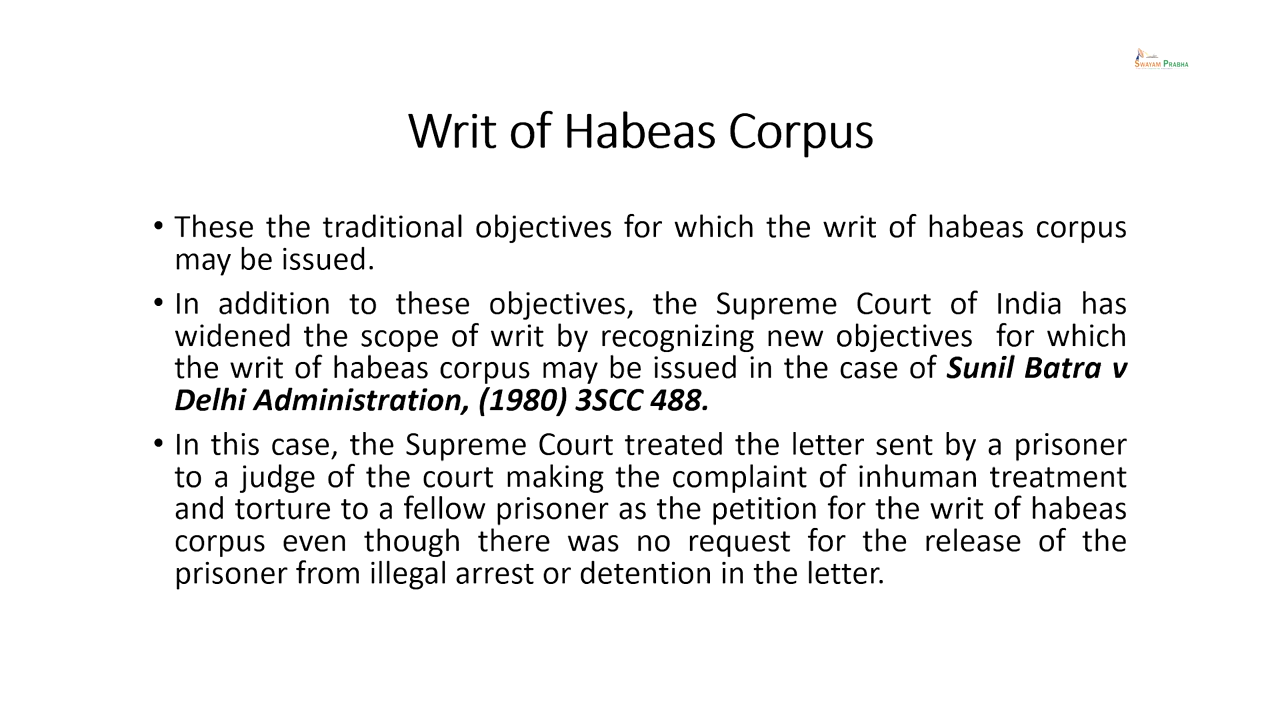 SWAYAM PRABHA
Writ of Habeas Corpus
• These the traditional objectives for which the writ of habeas corpus
may be issued.
• In addition to these objectives, the Supreme Court of India has
widened the scope of writ by recognizing new objectives for which
the writ of habeas corpus may be issued in the case of Sunil Batra v
Delhi Administration, (1980) 3SCC 488.
• In this case, the Supreme Court treated the letter sent by a prisoner
to a judge of the court making the complaint of inhuman treatment
and torture to a fellow prisoner as the petition for the writ of habeas
corpus even though there was no request for the release of the
prisoner from illegal arrest or detention in the letter.